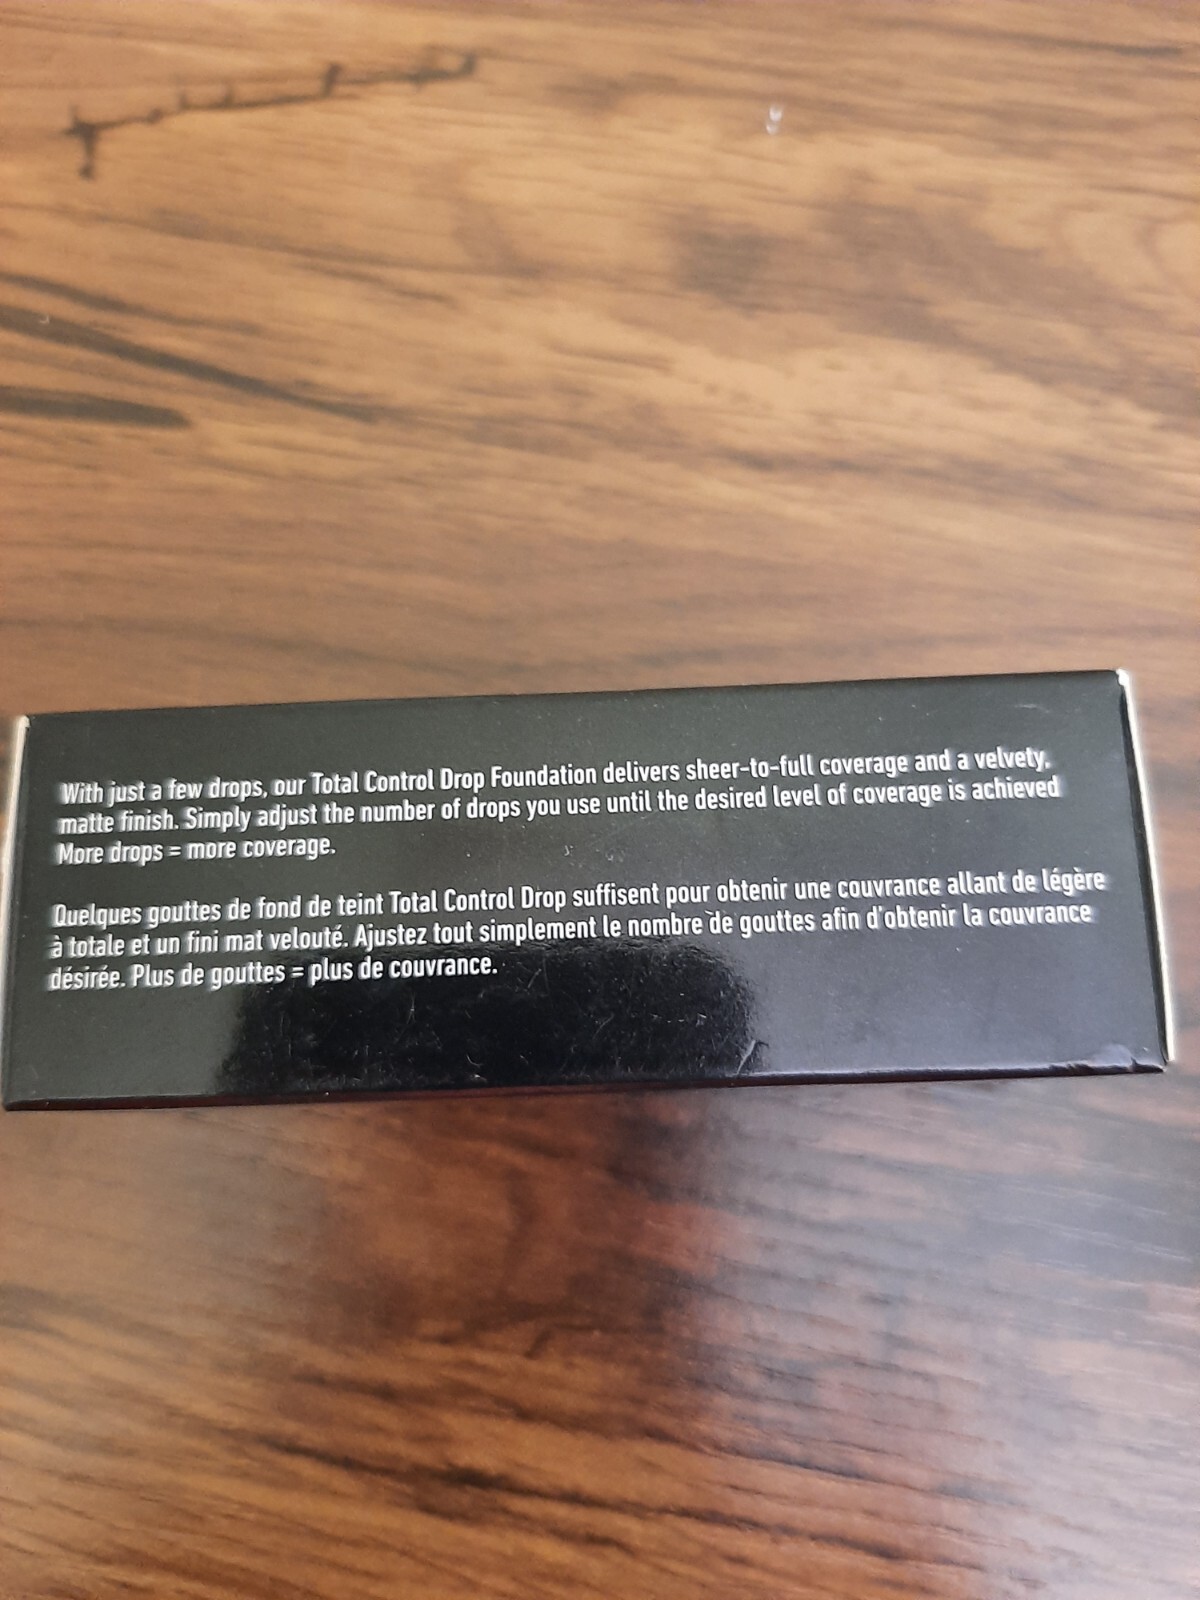 With just a few drops, our Total Control Drop Foundation delivers sheer-to-full coverage and a velvety,
matte finish. Simply adjust the number of drops you use until the desired level of coverage is achieved
More drops = more coverage.
Quelques gouttes de fond de teint Total Control Drop suffisent pour obtenir une couvrance allant de légère
à totale et un fini mat velouté. Ajustez tout simplement le nombre de gouttes afin d'obtenir la couvrance
désirée. Plus de gouttes = plus de couvrance.